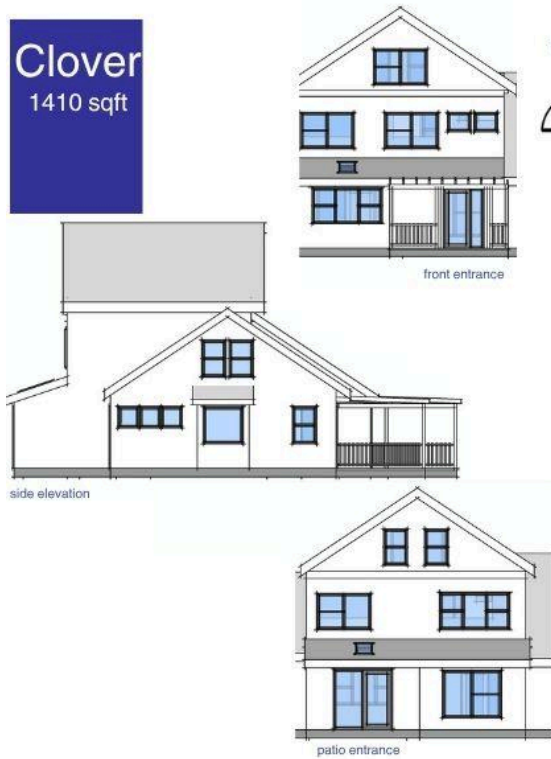 Clover
1410 sqft
front entrance
side elevation
patio entrance